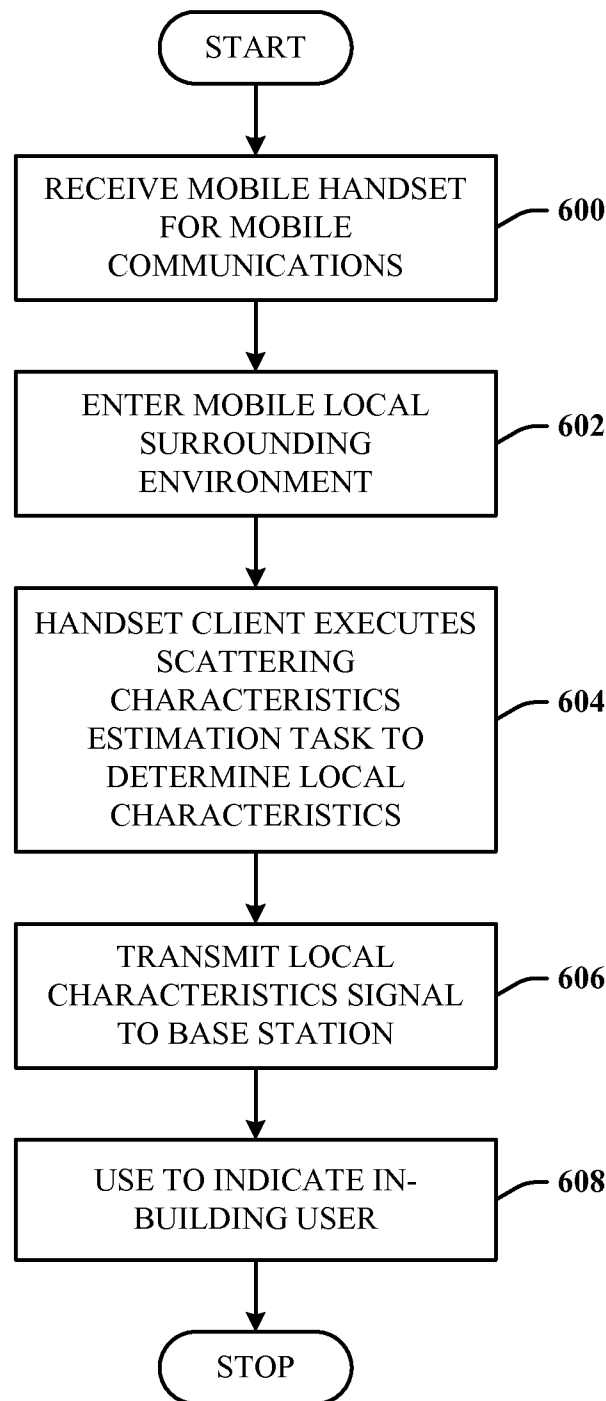 START
RECEIVE MOBILE HANDSET
FOR MOBILE
COMMUNICATIONS
600
ENTER MOBILE LOCAL
SURROUNDING
ENVIRONMENT
602
HANDSET CLIENT EXECUTES
SCATTERING
CHARACTERISTICS
ESTIMATION TASK TO
DETERMINE LOCAL
CHARACTERISTICS
604
TRANSMIT LOCAL
CHARACTERISTICS SIGNAL
TO BASE STATION
606
USE TO INDICATE IN-
BUILDING USER
608
STOP